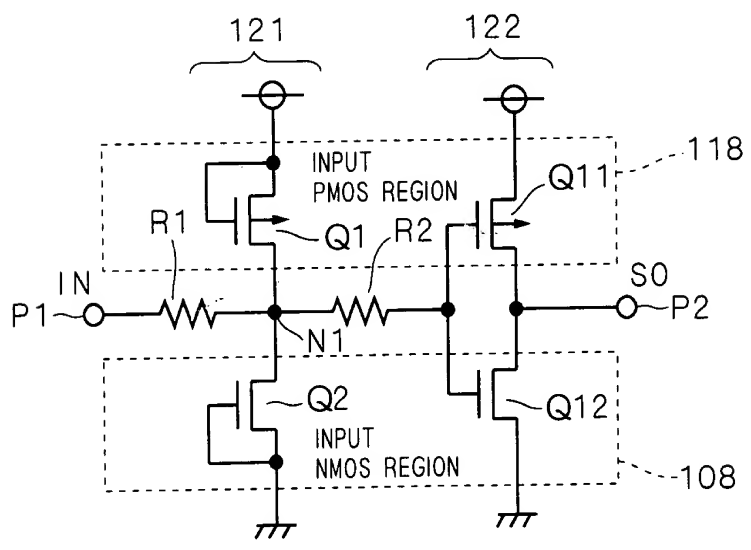 121
122
INPUT
PMOS REGION
118
Q11
R1
Q1
R2
IN
SO
P1
P2
N1
Q2
Q12
INPUT
NMOS REGION
108